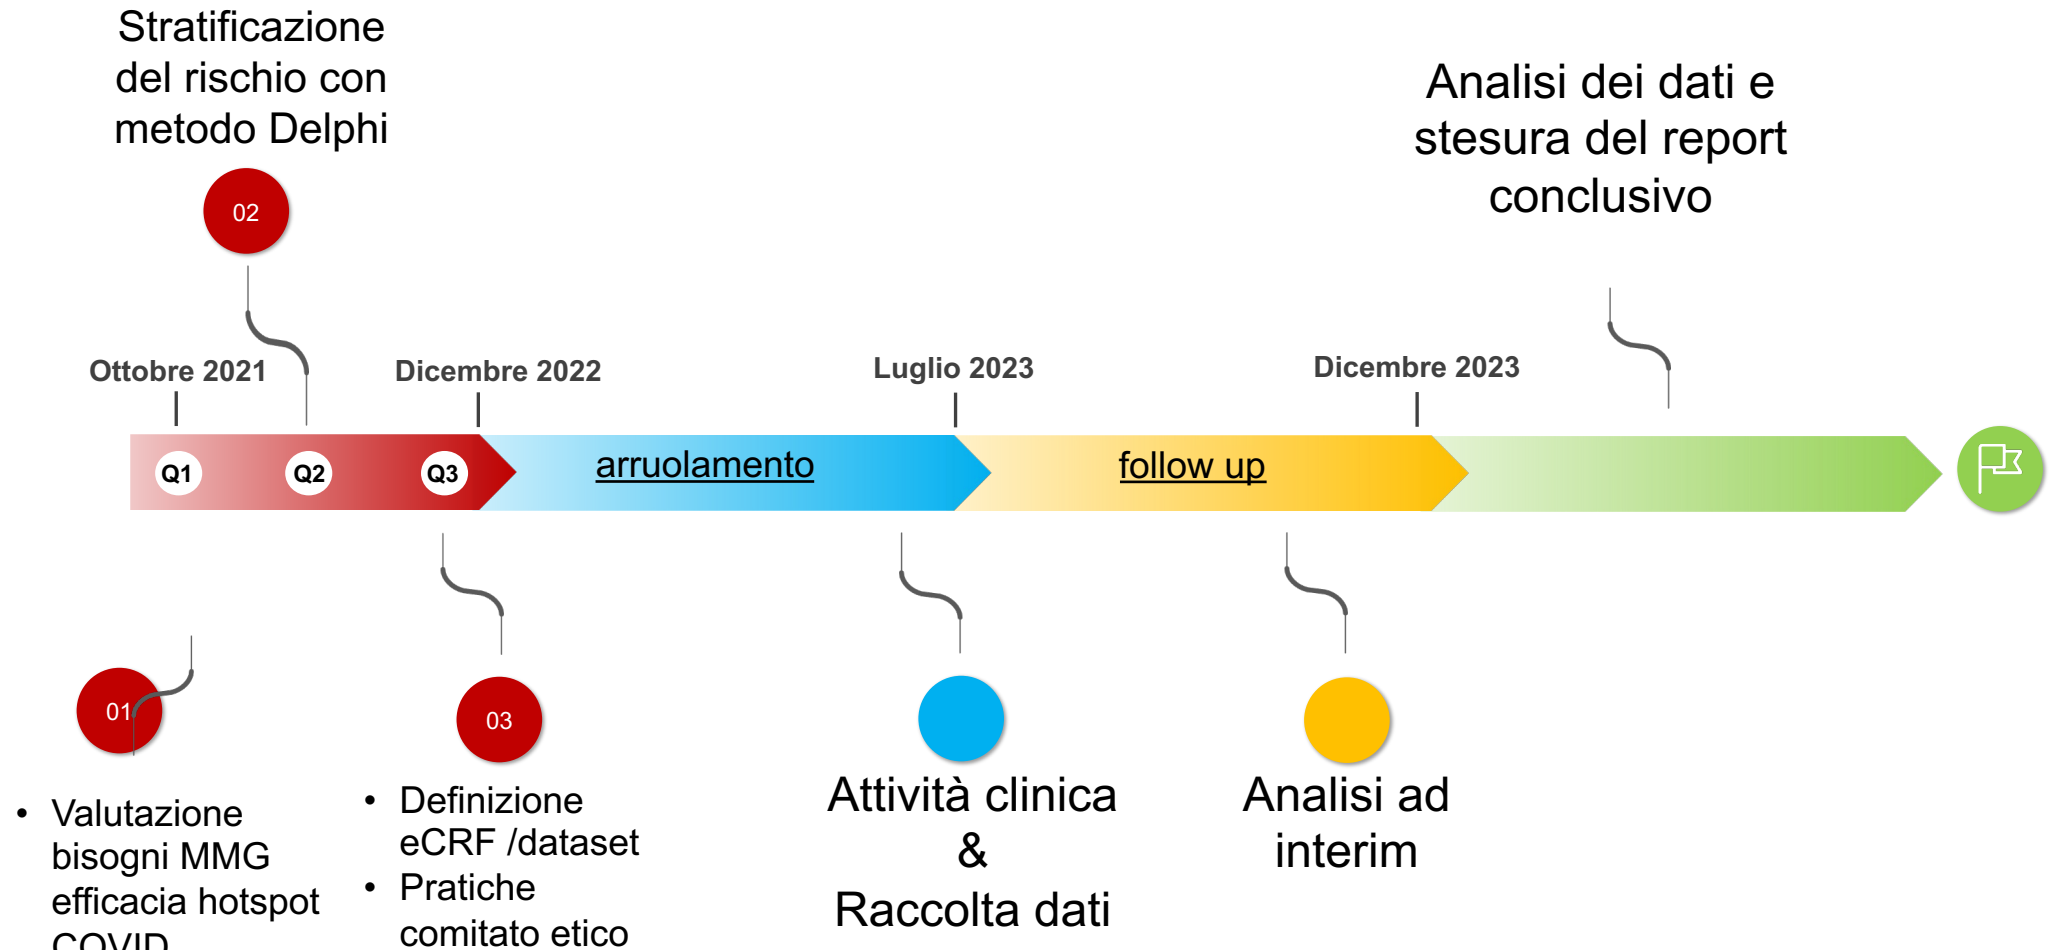 Stratificazione
del rischio con
metodo Delphi
02
Analisi dei dati e
stesura del report
conclusivo
Ottobre 2021
Dicembre 2022
Luglio 2023
Dicembre 2023
Q1
Q2
Q3
arruolamento
follow up
01
03
• Valutazione
bisogni MMG
efficacia hotspot
COVID
• Definizione
eCRF /dataset
• Pratiche
comitato etico
Attività clinica
&
Raccolta dati
Analisi ad
interim